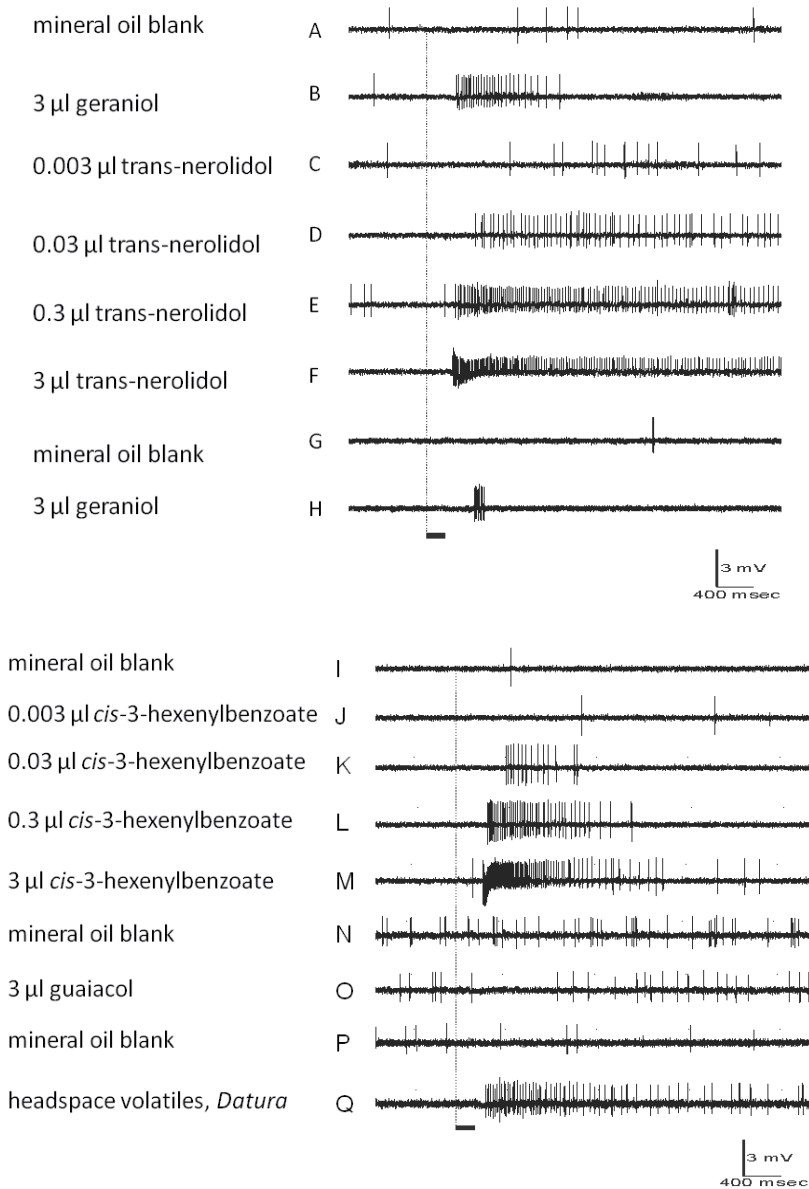 mineral oil blank A
3 μl geraniol B
0.003 μl trans-nerolidol C
0.03 μl trans-nerolidol D
0.3 μl trans-nerolidol E
3 μl trans-nerolidol F
mineral oil blank G
3 μl geraniol H
3 mV
400 msec
mineral oil blank I
0.003 μl cis-3-hexenylbenzoate J
0.03 μl cis-3-hexenylbenzoate K
0.3 μl cis-3-hexenylbenzoate L
3 μl cis-3-hexenylbenzoate M
mineral oil blank N
3 μl guaiacol O
mineral oil blank P
headspace volatiles, Datura Q
3 mV
400 msec